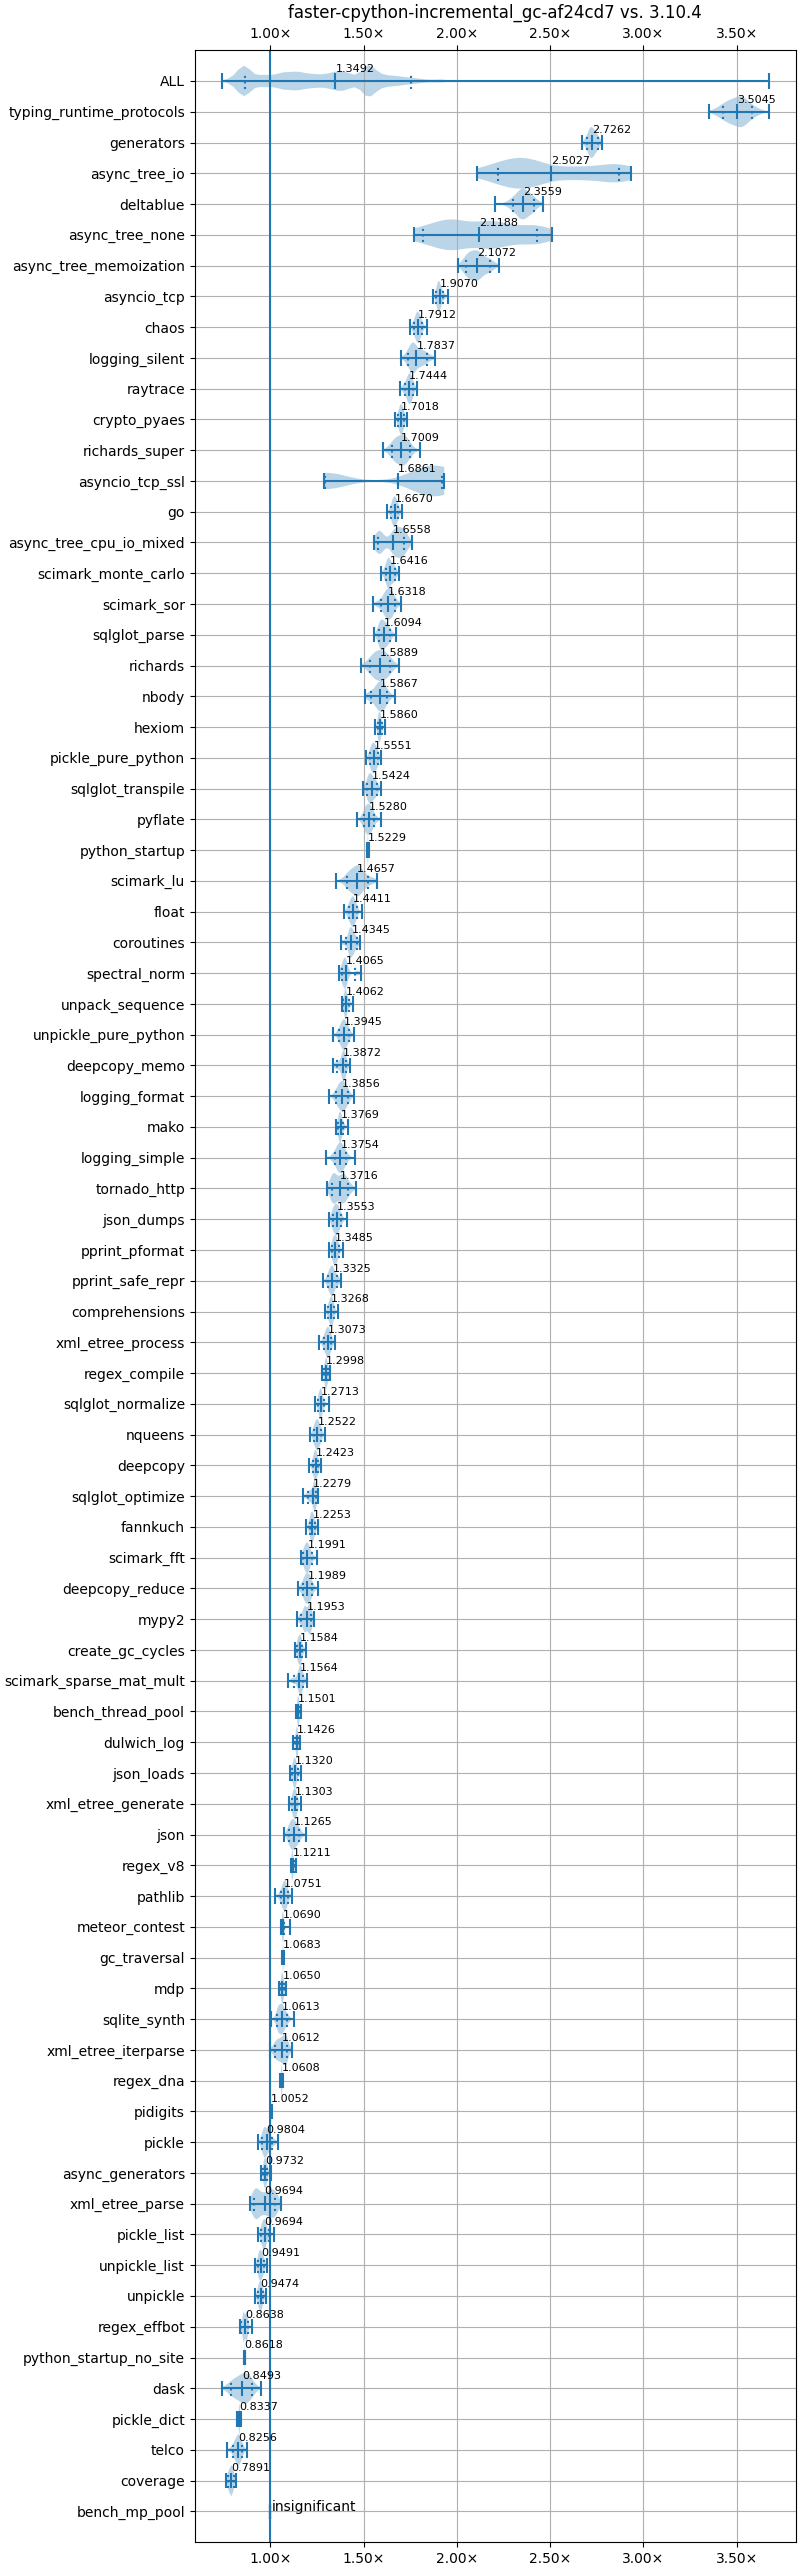 faster-cpython-incremental_gc-af24cd7 vs. 3.10.4
1.00× 1.50× 2.00× 2.50× 3.00× 3.50×
ALL 1.3492
typing_runtime_protocols 3.5045
generators 2.7262
async_tree_io 2.5027
deltablue 2.3559
async_tree_none 2.1188
async_tree_memoization 2.1072
asyncio_tcp 1.9070
chaos 1.7912
logging_silent 1.7837
raytrace 1.7444
crypto_pyaes 1.7018
richards_super 1.7009
asyncio_tcp_ssl 1.6861
go 1.6670
async_tree_cpu_io_mixed 1.6558
scimark_monte_carlo 1.6416
scimark_sor 1.6318
sqlglot_parse 1.6094
richards 1.5889
nbody 1.5867
hexiom 1.5860
pickle_pure_python 1.5551
sqlglot_transpile 1.5424
pyflate 1.5280
python_startup 1.5229
scimark_lu 1.4657
float 1.4411
coroutines 1.4345
spectral_norm 1.4065
unpack_sequence 1.4062
unpickle_pure_python 1.3945
deepcopy_memo 1.3872
logging_format 1.3856
mako 1.3769
logging_simple 1.3754
tornado_http 1.3716
json_dumps 1.3553
pprint_pformat 1.3485
pprint_safe_repr 1.3325
comprehensions 1.3268
xml_etree_process 1.3073
regex_compile 1.2998
sqlglot_normalize 1.2713
nqueens 1.2522
deepcopy 1.2423
sqlglot_optimize 1.2279
fannkuch 1.2253
scimark_fft 1.1991
deepcopy_reduce 1.1989
mypy2 1.1953
create_gc_cycles 1.1584
scimark_sparse_mat_mult 1.1564
bench_thread_pool 1.1501
dulwich_log 1.1426
json_loads 1.1320
xml_etree_generate 1.1303
json 1.1265
regex_v8 1.1211
pathlib 1.0751
meteor_contest 1.0690
gc_traversal 1.0683
mdp 1.0650
sqlite_synth 1.0613
xml_etree_iterparse 1.0612
regex_dna 1.0608
pidigits 1.0052
pickle 0.9804
async_generators 0.9732
xml_etree_parse 0.9694
pickle_list 0.9694
unpickle_list 0.9491
unpickle 0.9474
regex_effbot 0.8638
python_startup_no_site 0.8618
dask 0.8493
pickle_dict 0.8337
telco 0.8256
coverage 0.7891
bench_mp_pool insignificant
1.00× 1.50× 2.00× 2.50× 3.00× 3.50×